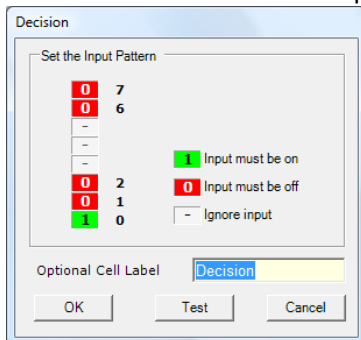 Decision
Set the Input Pattern
0 7
0 6
-
-
-
0 2
0 1
1 0
1 Input must be on
0 Input must be off
- Ignore input
Optional Cell Label Decision
OK Test Cancel